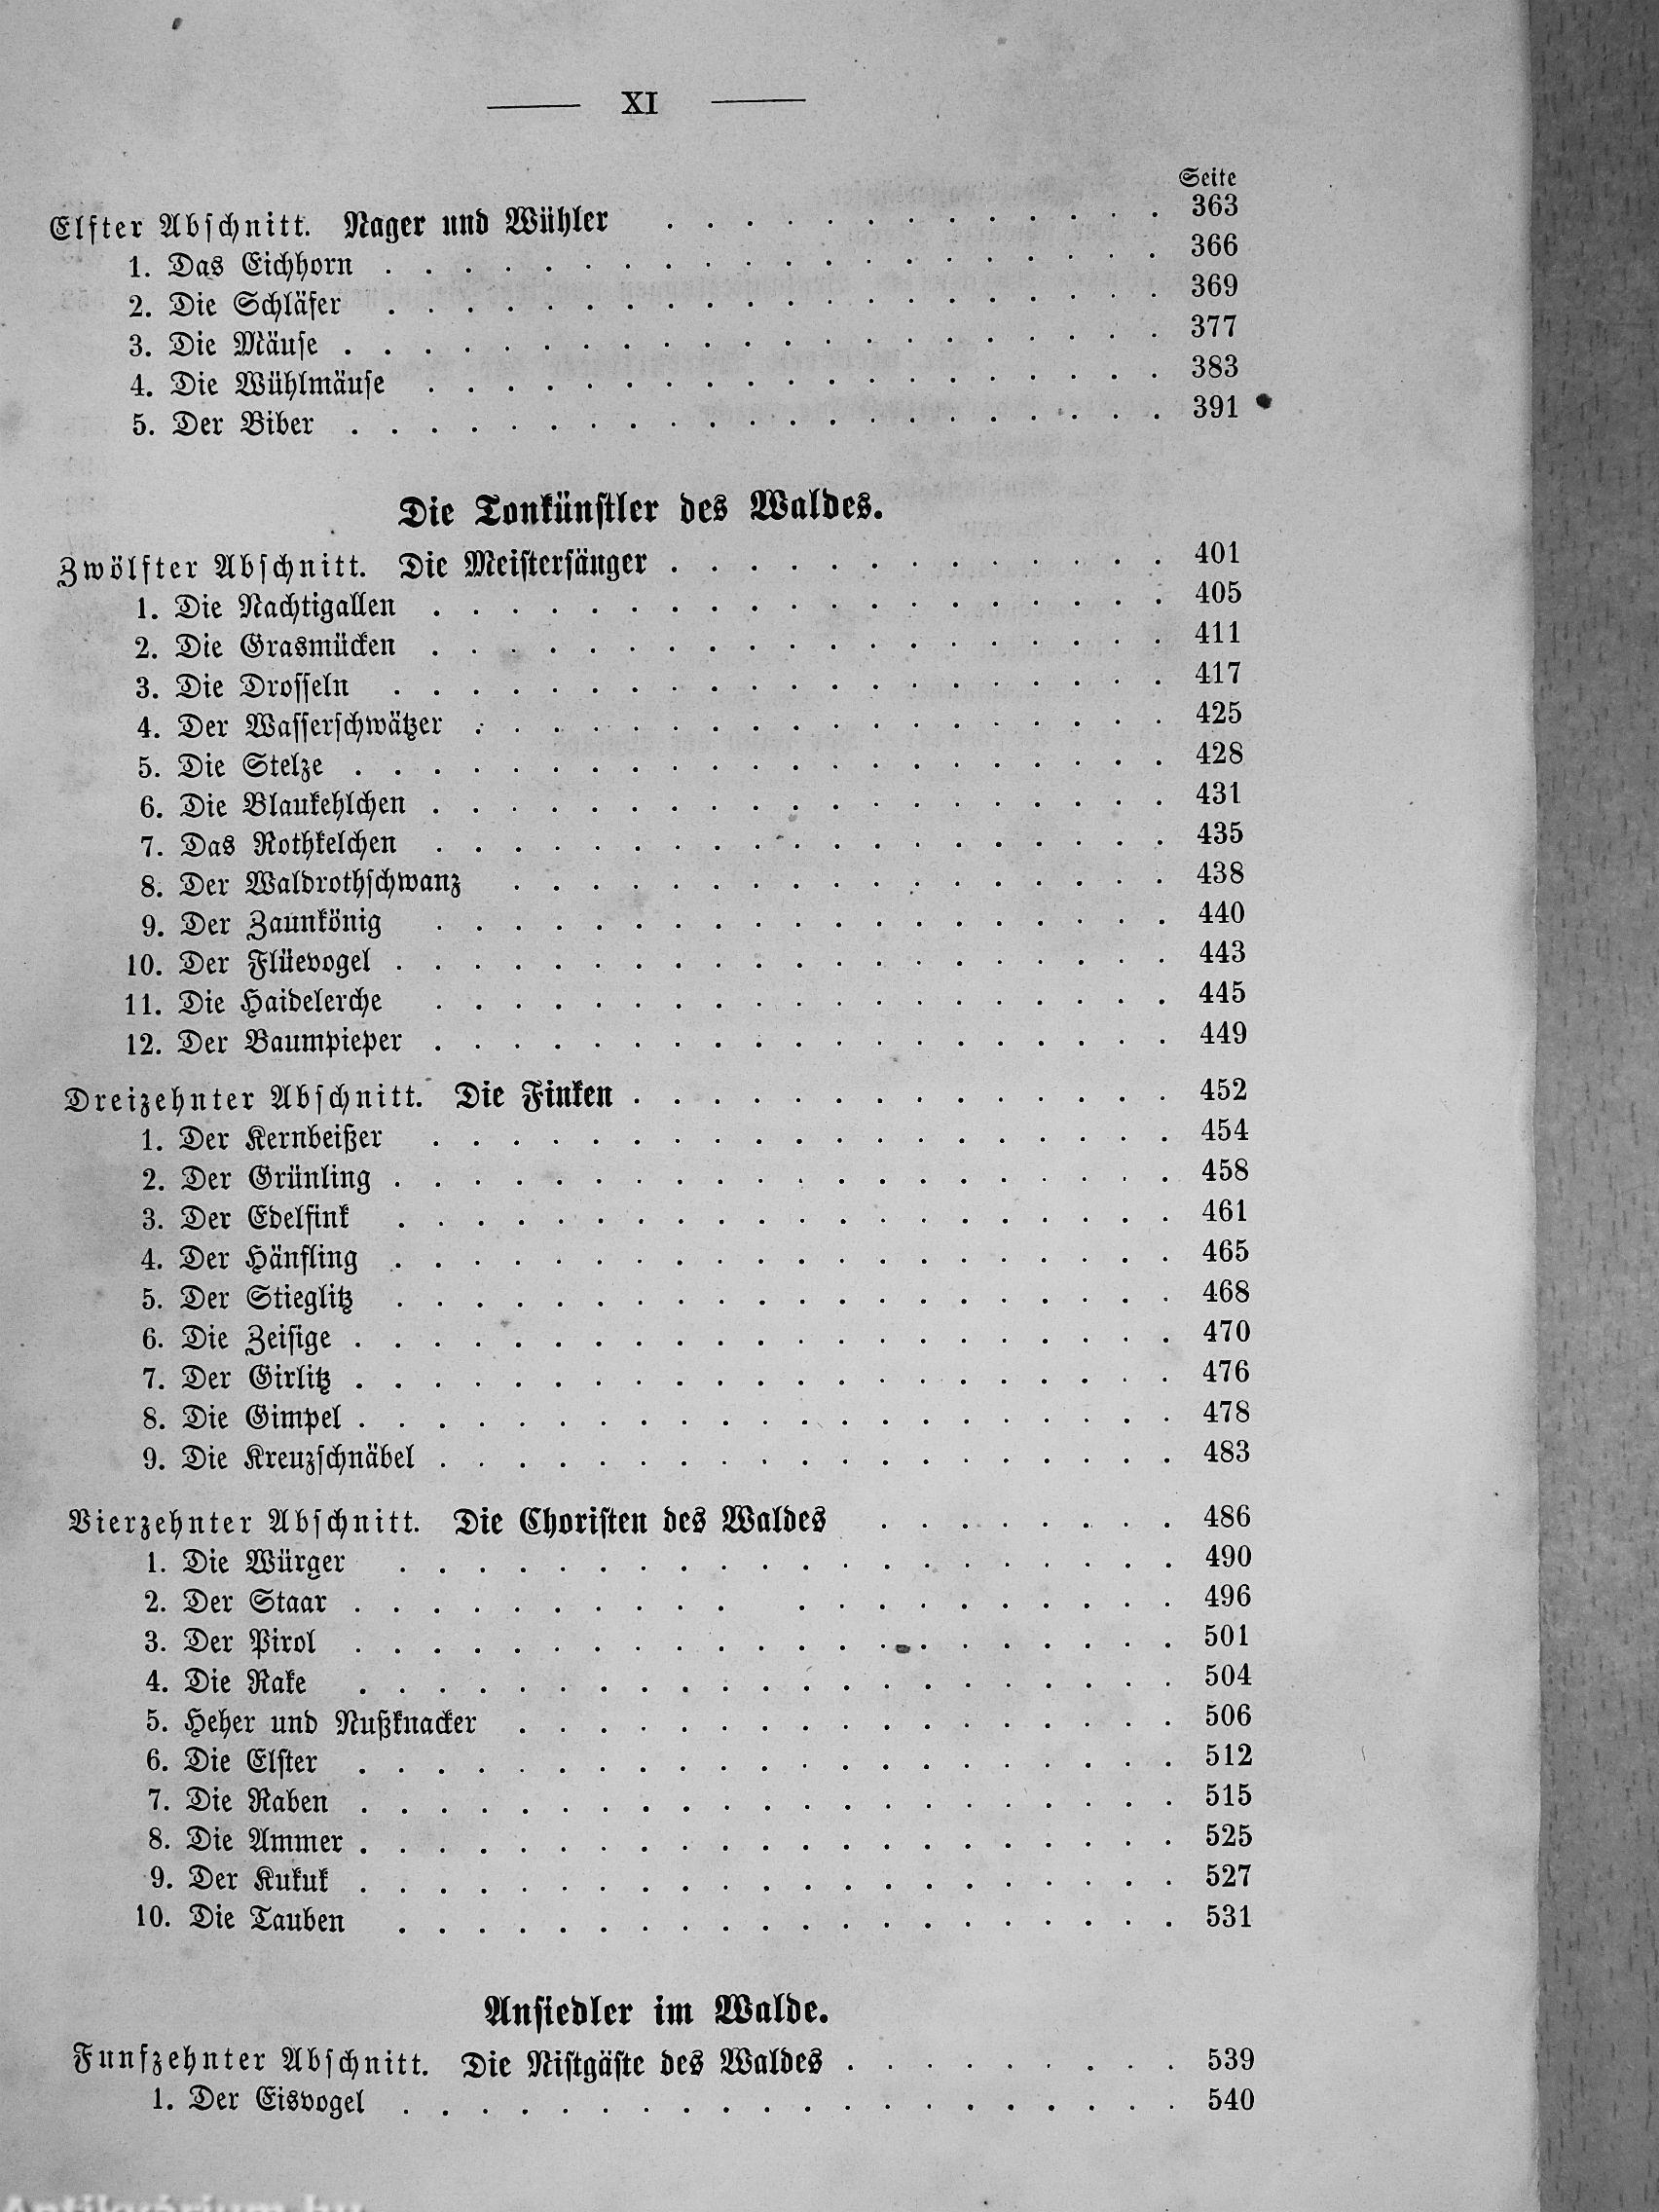 XI
Seite
Elfter Abschnitt. Nager und Wühler . . . . . . . . . . . . . 363
1. Das Eichhorn . . . . . . . . . . . . . . . . . . . . 366
2. Die Schläfer . . . . . . . . . . . . . . . . . . . . 369
3. Die Mäuse . . . . . . . . . . . . . . . . . . . . . 377
4. Die Wühlmäuse . . . . . . . . . . . . . . . . . . . 383
5. Der Biber . . . . . . . . . . . . . . . . . . . . . 391
Die Tonkünstler des Waldes.
Zwölfter Abschnitt. Die Meistersänger . . . . . . . . . . . . . 401
1. Die Nachtigallen . . . . . . . . . . . . . . . . . . . 405
2. Die Grasmücken . . . . . . . . . . . . . . . . . . . 411
3. Die Drosseln . . . . . . . . . . . . . . . . . . . . 417
4. Der Wasserschwätzer . . . . . . . . . . . . . . . . . . 425
5. Die Stelze . . . . . . . . . . . . . . . . . . . . . 428
6. Die Blaukehlchen . . . . . . . . . . . . . . . . . . . 431
7. Das Rothkelchen . . . . . . . . . . . . . . . . . . . 435
8. Der Waldrothschwanz . . . . . . . . . . . . . . . . . 438
9. Der Zaunkönig . . . . . . . . . . . . . . . . . . . 440
10. Der Flüevogel . . . . . . . . . . . . . . . . . . . . 443
11. Die Haidelerche . . . . . . . . . . . . . . . . . . . 445
12. Der Baumpieper . . . . . . . . . . . . . . . . . . . 449
Dreizehnter Abschnitt. Die Finken . . . . . . . . . . . . . . 452
1. Der Kernbeißer . . . . . . . . . . . . . . . . . . . 454
2. Der Grünling . . . . . . . . . . . . . . . . . . . . 458
3. Der Edelfink . . . . . . . . . . . . . . . . . . . . 461
4. Der Hänfling . . . . . . . . . . . . . . . . . . . . 465
5. Der Stieglitz . . . . . . . . . . . . . . . . . . . . 468
6. Die Zeisige . . . . . . . . . . . . . . . . . . . . . 470
7. Der Girlitz . . . . . . . . . . . . . . . . . . . . . 476
8. Die Gimpel . . . . . . . . . . . . . . . . . . . . . 478
9. Die Kreuzschnäbel . . . . . . . . . . . . . . . . . . . 483
Vierzehnter Abschnitt. Die Choristen des Waldes . . . . . . . . 486
1. Die Würger . . . . . . . . . . . . . . . . . . . . 490
2. Der Staar . . . . . . . . . . . . . . . . . . . . 496
3. Der Pirol . . . . . . . . . . . . . . . . . . . . . 501
4. Die Rake . . . . . . . . . . . . . . . . . . . . . 504
5. Heher und Nußknacker . . . . . . . . . . . . . . . . . 506
6. Die Elster . . . . . . . . . . . . . . . . . . . . . 512
7. Die Raben . . . . . . . . . . . . . . . . . . . . . 515
8. Die Ammer . . . . . . . . . . . . . . . . . . . . . 525
9. Der Kukuk . . . . . . . . . . . . . . . . . . . . . 527
10. Die Tauben . . . . . . . . . . . . . . . . . . . . 531
Ansiedler im Walde.
Funfzehnter Abschnitt. Die Nistgäste des Waldes . . . . . . . . . 539
1. Der Eisvogel . . . . . . . . . . . . . . . . . . . . 540
Antikvárium.hu